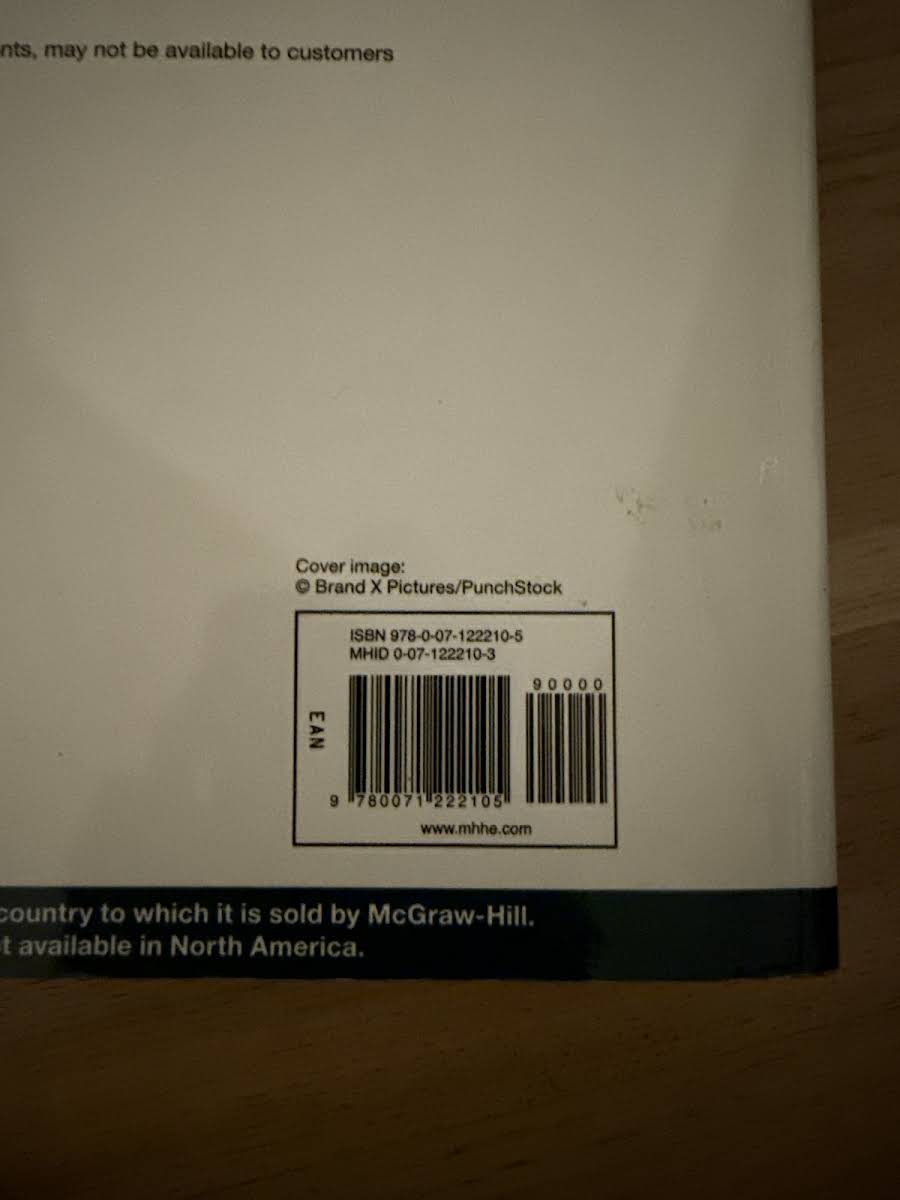 nts, may not be available to customers
Cover image:
© Brand X Pictures/PunchStock
ISBN 978-0-07-122210-5
MHID 0-07-122210-3
90000
EAN
9 780071 222105
www.mhhe.com
country to which it is sold by McGraw-Hill.
t available in North America.